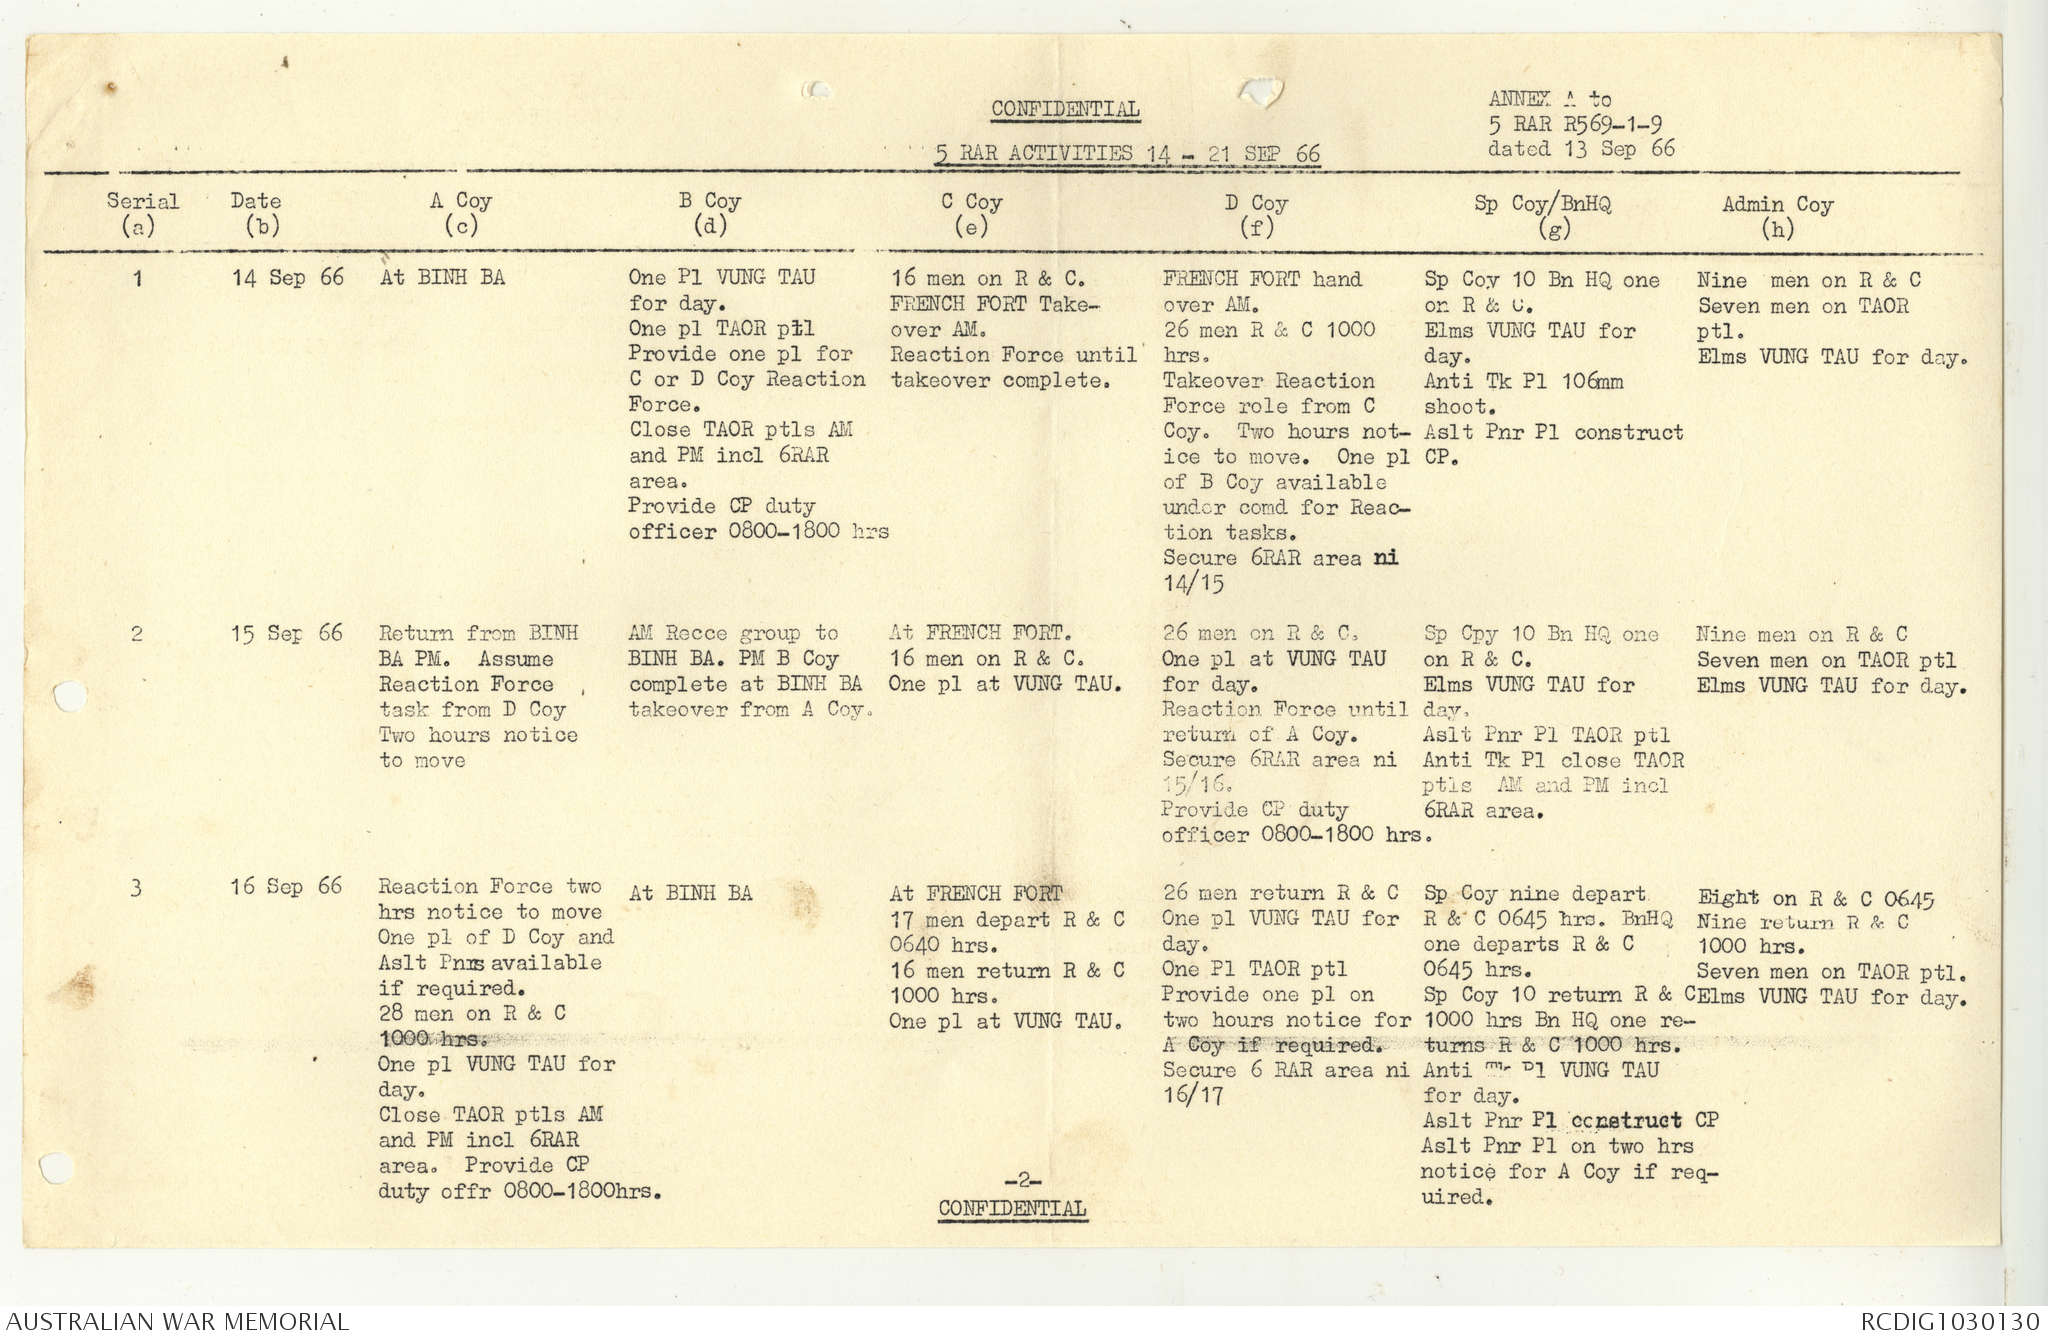 CONFIDENTIAL
ANNEX A to
5 RAR R569-1-9
dated 13 Sep 66
5 RAR ACTIVITIES 14 - 21 SEP 66
Serial
(a)
Date
(b)
A Coy
(c)
B Coy
(d)
C Coy
(e)
D Coy
(f)
Sp Coy/BnHQ
(g)
Admin Coy
(h)
1
14 Sep 66
At BINH BA
One Pl VUNG TAU
for day.
One pl TAOR ptl
Provide one pl for
C or D Coy Reaction
Force.
Close TAOR ptls AM
and PM incl 6RAR
area.
Provide CP duty
officer 0800-1800 hrs
16 men on R & C.
FRENCH FORT Take-
over AM.
Reaction Force until
takeover complete.
FRENCH FORT hand
over AM.
26 men R & C 1000
hrs.
Takeover Reaction
Force role from C
Coy. Two hours not-
ice to move. One pl
of B Coy available
under comd for Reac-
tion tasks.
Secure 6RAR area ni
14/15
Sp Coy 10 Bn HQ one
on R & C.
Elms VUNG TAU for
day.
Anti Tk Pl 106mm
shoot.
Aslt Pnr Pl construct
CP.
Nine men on R & C
Seven men on TAOR
ptl.
Elms VUNG TAU for day.
2
15 Sep 66
Return from BINH
BA PM. Assume
Reaction Force
task from D Coy
Two hours notice
to move
AM Recce group to
BINH BA. PM B Coy
complete at BINH BA
takeover from A Coy.
At FRENCH FORT.
16 men on R & C.
One pl at VUNG TAU.
26 men on R & C.
One pl at VUNG TAU
for day.
Reaction Force until
return of A Coy.
Secure 6RAR area ni
15/16.
Provide CP duty
officer 0800-1800 hrs.
Sp Cpy 10 Bn HQ one
on R & C.
Elms VUNG TAU for
day.
Aslt Pnr Pl TAOR ptl
Anti Tk Pl close TAOR
ptls AM and PM incl
6RAR area.
Nine men on R & C
Seven men on TAOR ptl
Elms VUNG TAU for day.
3
16 Sep 66
Reaction Force two
hrs notice to move
One pl of D Coy and
Aslt Pnrs available
if required.
28 men on R & C
1000 hrs.
One pl VUNG TAU for
day.
Close TAOR ptls AM
and PM incl 6RAR
area. Provide CP
duty offr 0800-1800hrs.
At BINH BA
At FRENCH FORT
17 men depart R & C
0640 hrs.
16 men return R & C
1000 hrs.
One pl at VUNG TAU.
26 men return R & C
One pl VUNG TAU for
day.
One Pl TAOR ptl
Provide one pl on
two hours notice for
A Coy if required.
Secure 6 RAR area ni
16/17
Sp Coy nine depart
R & C 0645 hrs. BnHQ
one departs R & C
0645 hrs.
Sp Coy 10 return R & C
1000 hrs Bn HQ one re-
turns R & C 1000 hrs.
Anti Tk Pl VUNG TAU
for day.
Aslt Pnr Pl construct CP
Aslt Pnr Pl on two hrs
notice for A Coy if req-
uired.
Eight on R & C 0645
Nine return R & C
1000 hrs.
Seven men on TAOR ptl.
Elms VUNG TAU for day.
-2-
CONFIDENTIAL
AUSTRALIAN WAR MEMORIAL
RCDIG1030130